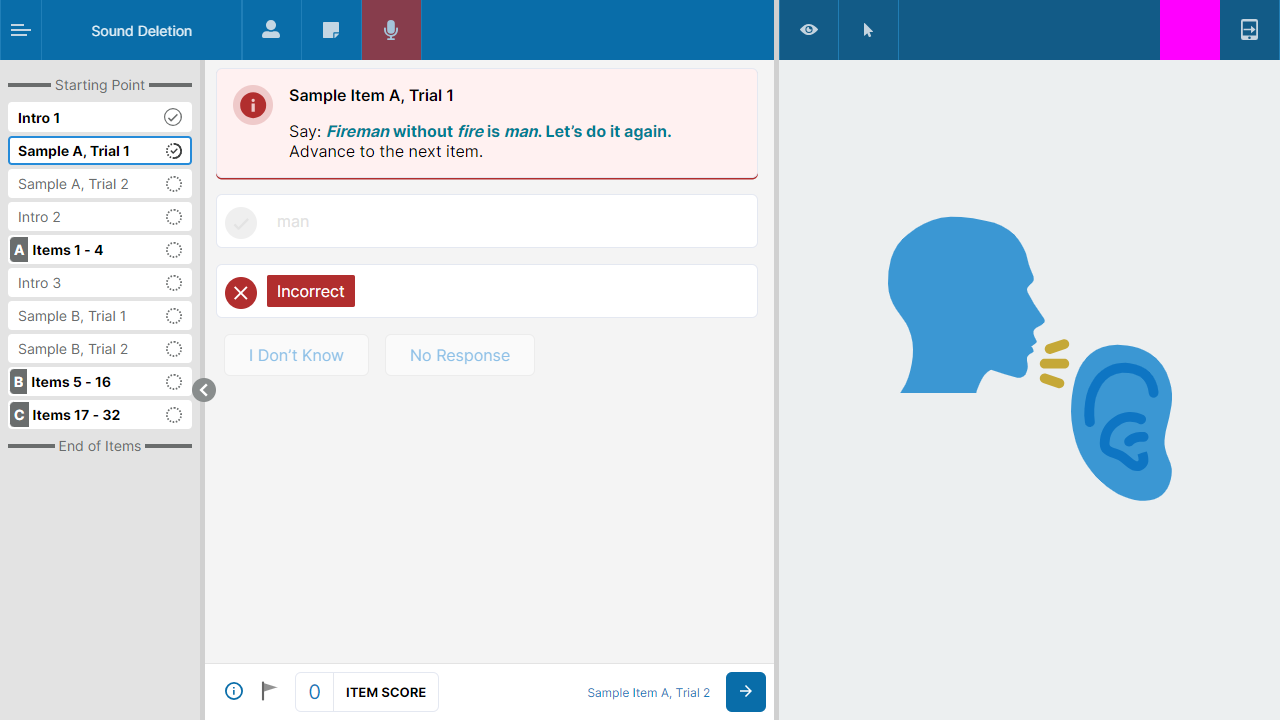 Sound Deletion
Starting Point
Intro 1
Sample A, Trial 1
Sample A, Trial 2
Intro 2
A Items 1 - 4
Intro 3
Sample B, Trial 1
Sample B, Trial 2
B Items 5 - 16
C Items 17 - 32
End of Items
Sample Item A, Trial 1
Say: Fireman without fire is man. Let’s do it again.
Advance to the next item.
man
Incorrect
I Don’t Know
No Response
0 ITEM SCORE
Sample Item A, Trial 2